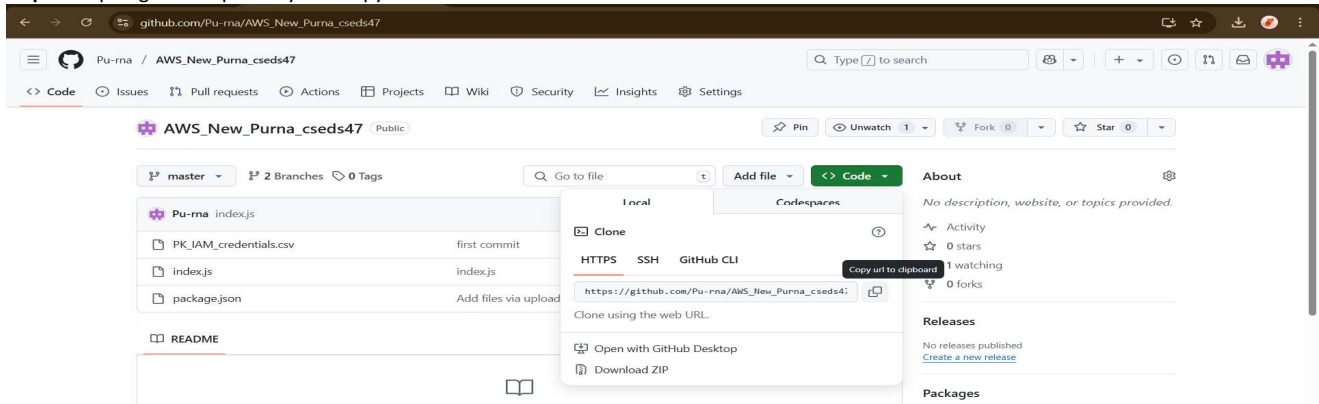 github.com/Pu-rna/AWS_New_Purna_cseds47
Pu-rna / AWS_New_Purna_cseds47
Type / to search
<> Code Issues Pull requests Actions Projects Wiki Security Insights Settings
AWS_New_Purna_cseds47 Public
Pin Unwatch 1 Fork 0 Star 0
master 2 Branches 0 Tags
Go to file t
Add file <> Code
Pu-rna index.js
PK_IAM_credentials.csv first commit
index.js index.js
package.json Add files via upload
README
Local Codespaces
Clone
HTTPS SSH GitHub CLI
Copy url to clipboard
https://github.com/Pu-rna/AWS_New_Purna_cseds47
Clone using the web URL.
Open with GitHub Desktop
Download ZIP
About
No description, website, or topics provided.
Activity
0 stars
1 watching
0 forks
Releases
No releases published
Create a new release
Packages